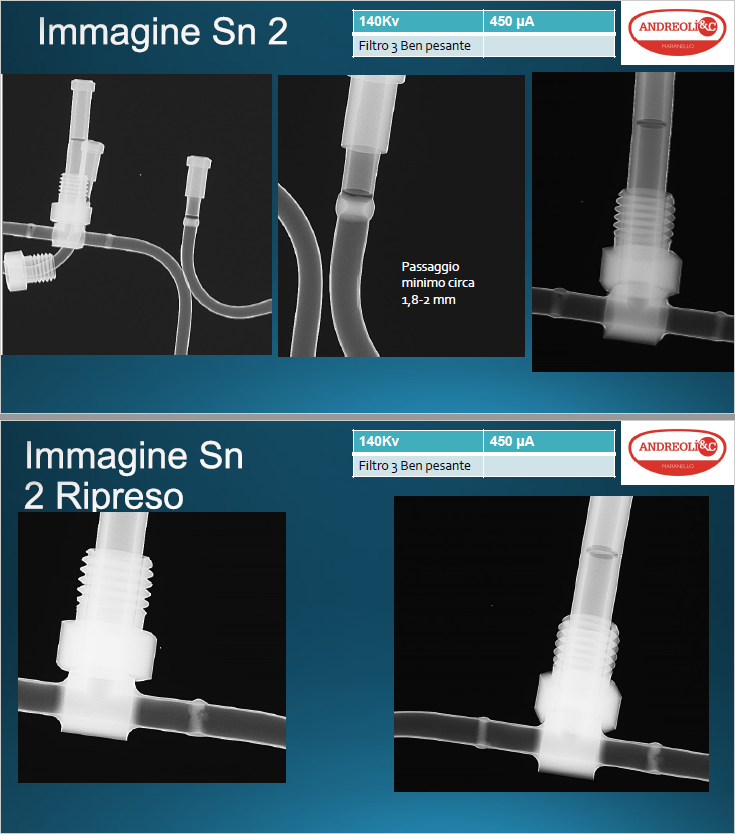 Immagine Sn 2
140Kv 450 µA
Filtro 3 Ben pesante
ANDREOLI&C
MARANELLO
Passaggio
minimo circa
1,8-2 mm
Immagine Sn
2 Ripreso
140Kv 450 µA
Filtro 3 Ben pesante
ANDREOLI&C
MARANELLO